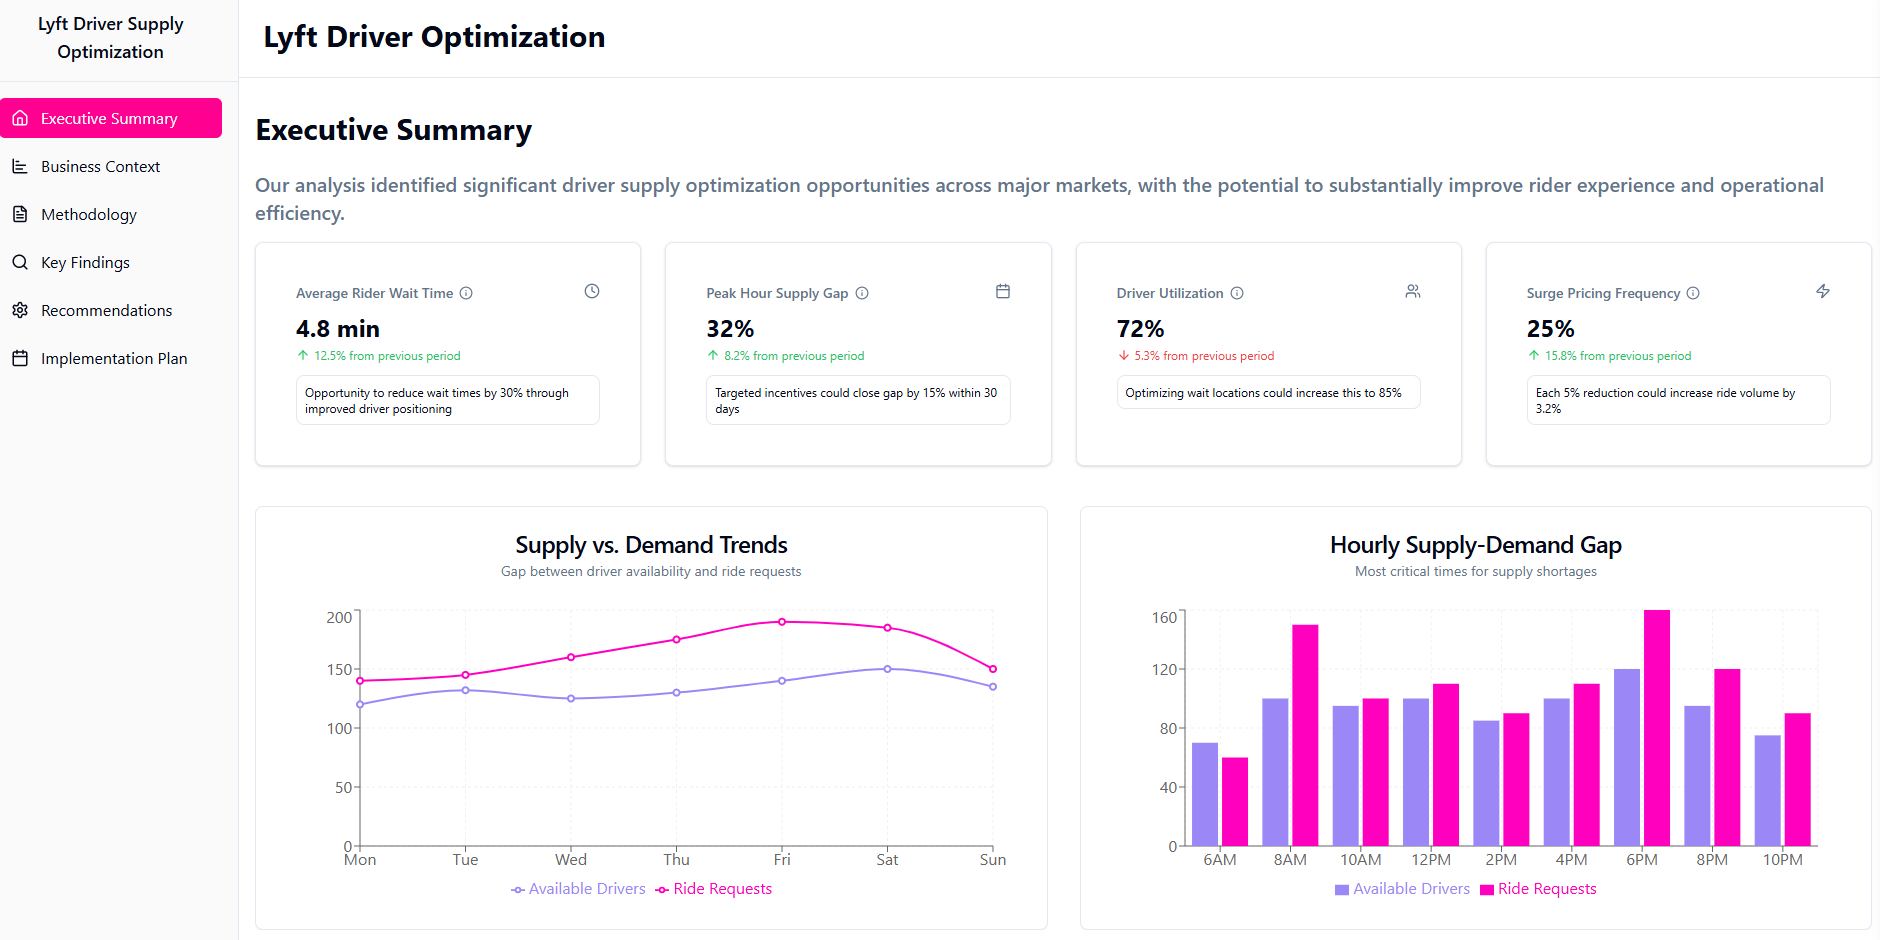 Lyft Driver Supply
Optimization
Executive Summary
Business Context
Methodology
Key Findings
Recommendations
Implementation Plan
Lyft Driver Optimization
Executive Summary
Our analysis identified significant driver supply optimization opportunities across major markets, with the potential to substantially improve rider experience and operational
efficiency.
Average Rider Wait Time
4.8 min
12.5% from previous period
Opportunity to reduce wait times by 30% through
improved driver positioning
Peak Hour Supply Gap
32%
8.2% from previous period
Targeted incentives could close gap by 15% within 30
days
Driver Utilization
72%
5.3% from previous period
Optimizing wait locations could increase this to 85%
Surge Pricing Frequency
25%
15.8% from previous period
Each 5% reduction could increase ride volume by
3.2%
Supply vs. Demand Trends
Gap between driver availability and ride requests
200
150
100
50
0
Mon Tue Wed Thu Fri Sat Sun
Available Drivers Ride Requests
Hourly Supply-Demand Gap
Most critical times for supply shortages
160
120
80
40
0
6AM 8AM 10AM 12PM 2PM 4PM 6PM 8PM 10PM
Available Drivers Ride Requests